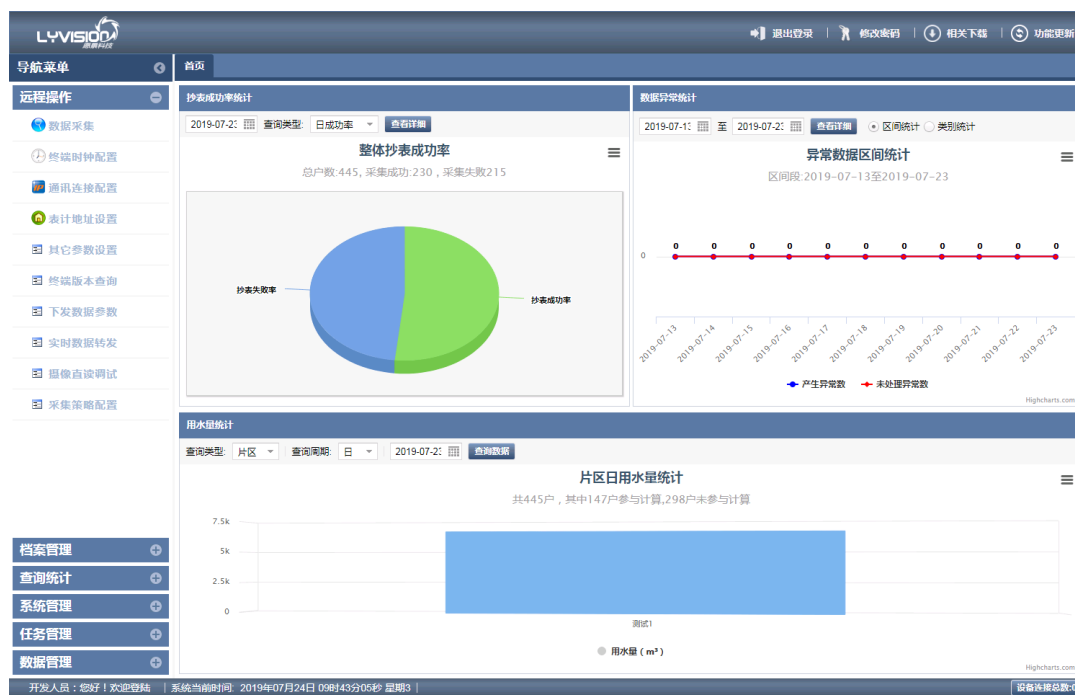 LYVISION
原景科技
退出登录
修改密码
相关下载
功能更新
导航菜单
首页
远程操作
数据采集
终端时钟配置
通讯连接配置
表计地址设置
其它参数设置
终端版本查询
下发数据参数
实时数据转发
摄像直读调试
采集策略配置
档案管理
查询统计
系统管理
任务管理
数据管理
抄表成功率统计
2019-07-23 查询类型: 日成功率 查看详细
整体抄表成功率
总户数:445, 采集成功:230 , 采集失败215
抄表失败率
抄表成功率
数据异常统计
2019-07-13 至 2019-07-23 查看详细 区间统计 类别统计
异常数据区间统计
区间段:2019-07-13至2019-07-23
0 0 0 0 0 0 0 0 0 0 0
0
2019-07-13 2019-07-14 2019-07-15 2019-07-16 2019-07-17 2019-07-18 2019-07-19 2019-07-20 2019-07-21 2019-07-22 2019-07-23
产生异常数 未处理异常数
Highcharts.com
用水量统计
查询类型: 片区 查询周期: 日 2019-07-23 查询数据
片区日用水量统计
共445户 , 其中147户参与计算,298户未参与计算
7.5k
5k
2.5k
0
测试1
用水量 ( m³ )
Highcharts.com
开发人员 : 您好 ! 欢迎登陆 | 系统当前时间: 2019年07月24日 09时43分05秒 星期3 |
设备连接总数: